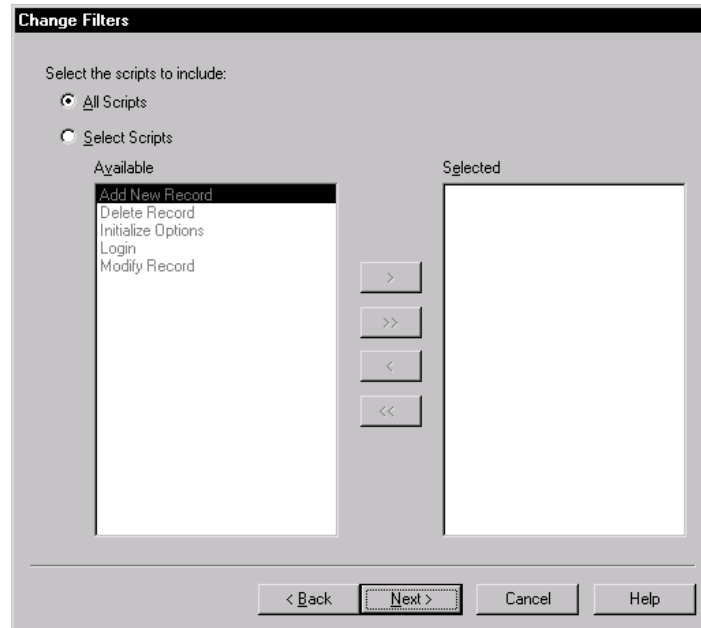 Change Filters
Select the scripts to include:
All Scripts
Select Scripts
Available
Selected
Add New Record
Delete Record
Initialize Options
Login
Modify Record
>
>>
<
<<
< Back
Next >
Cancel
Help